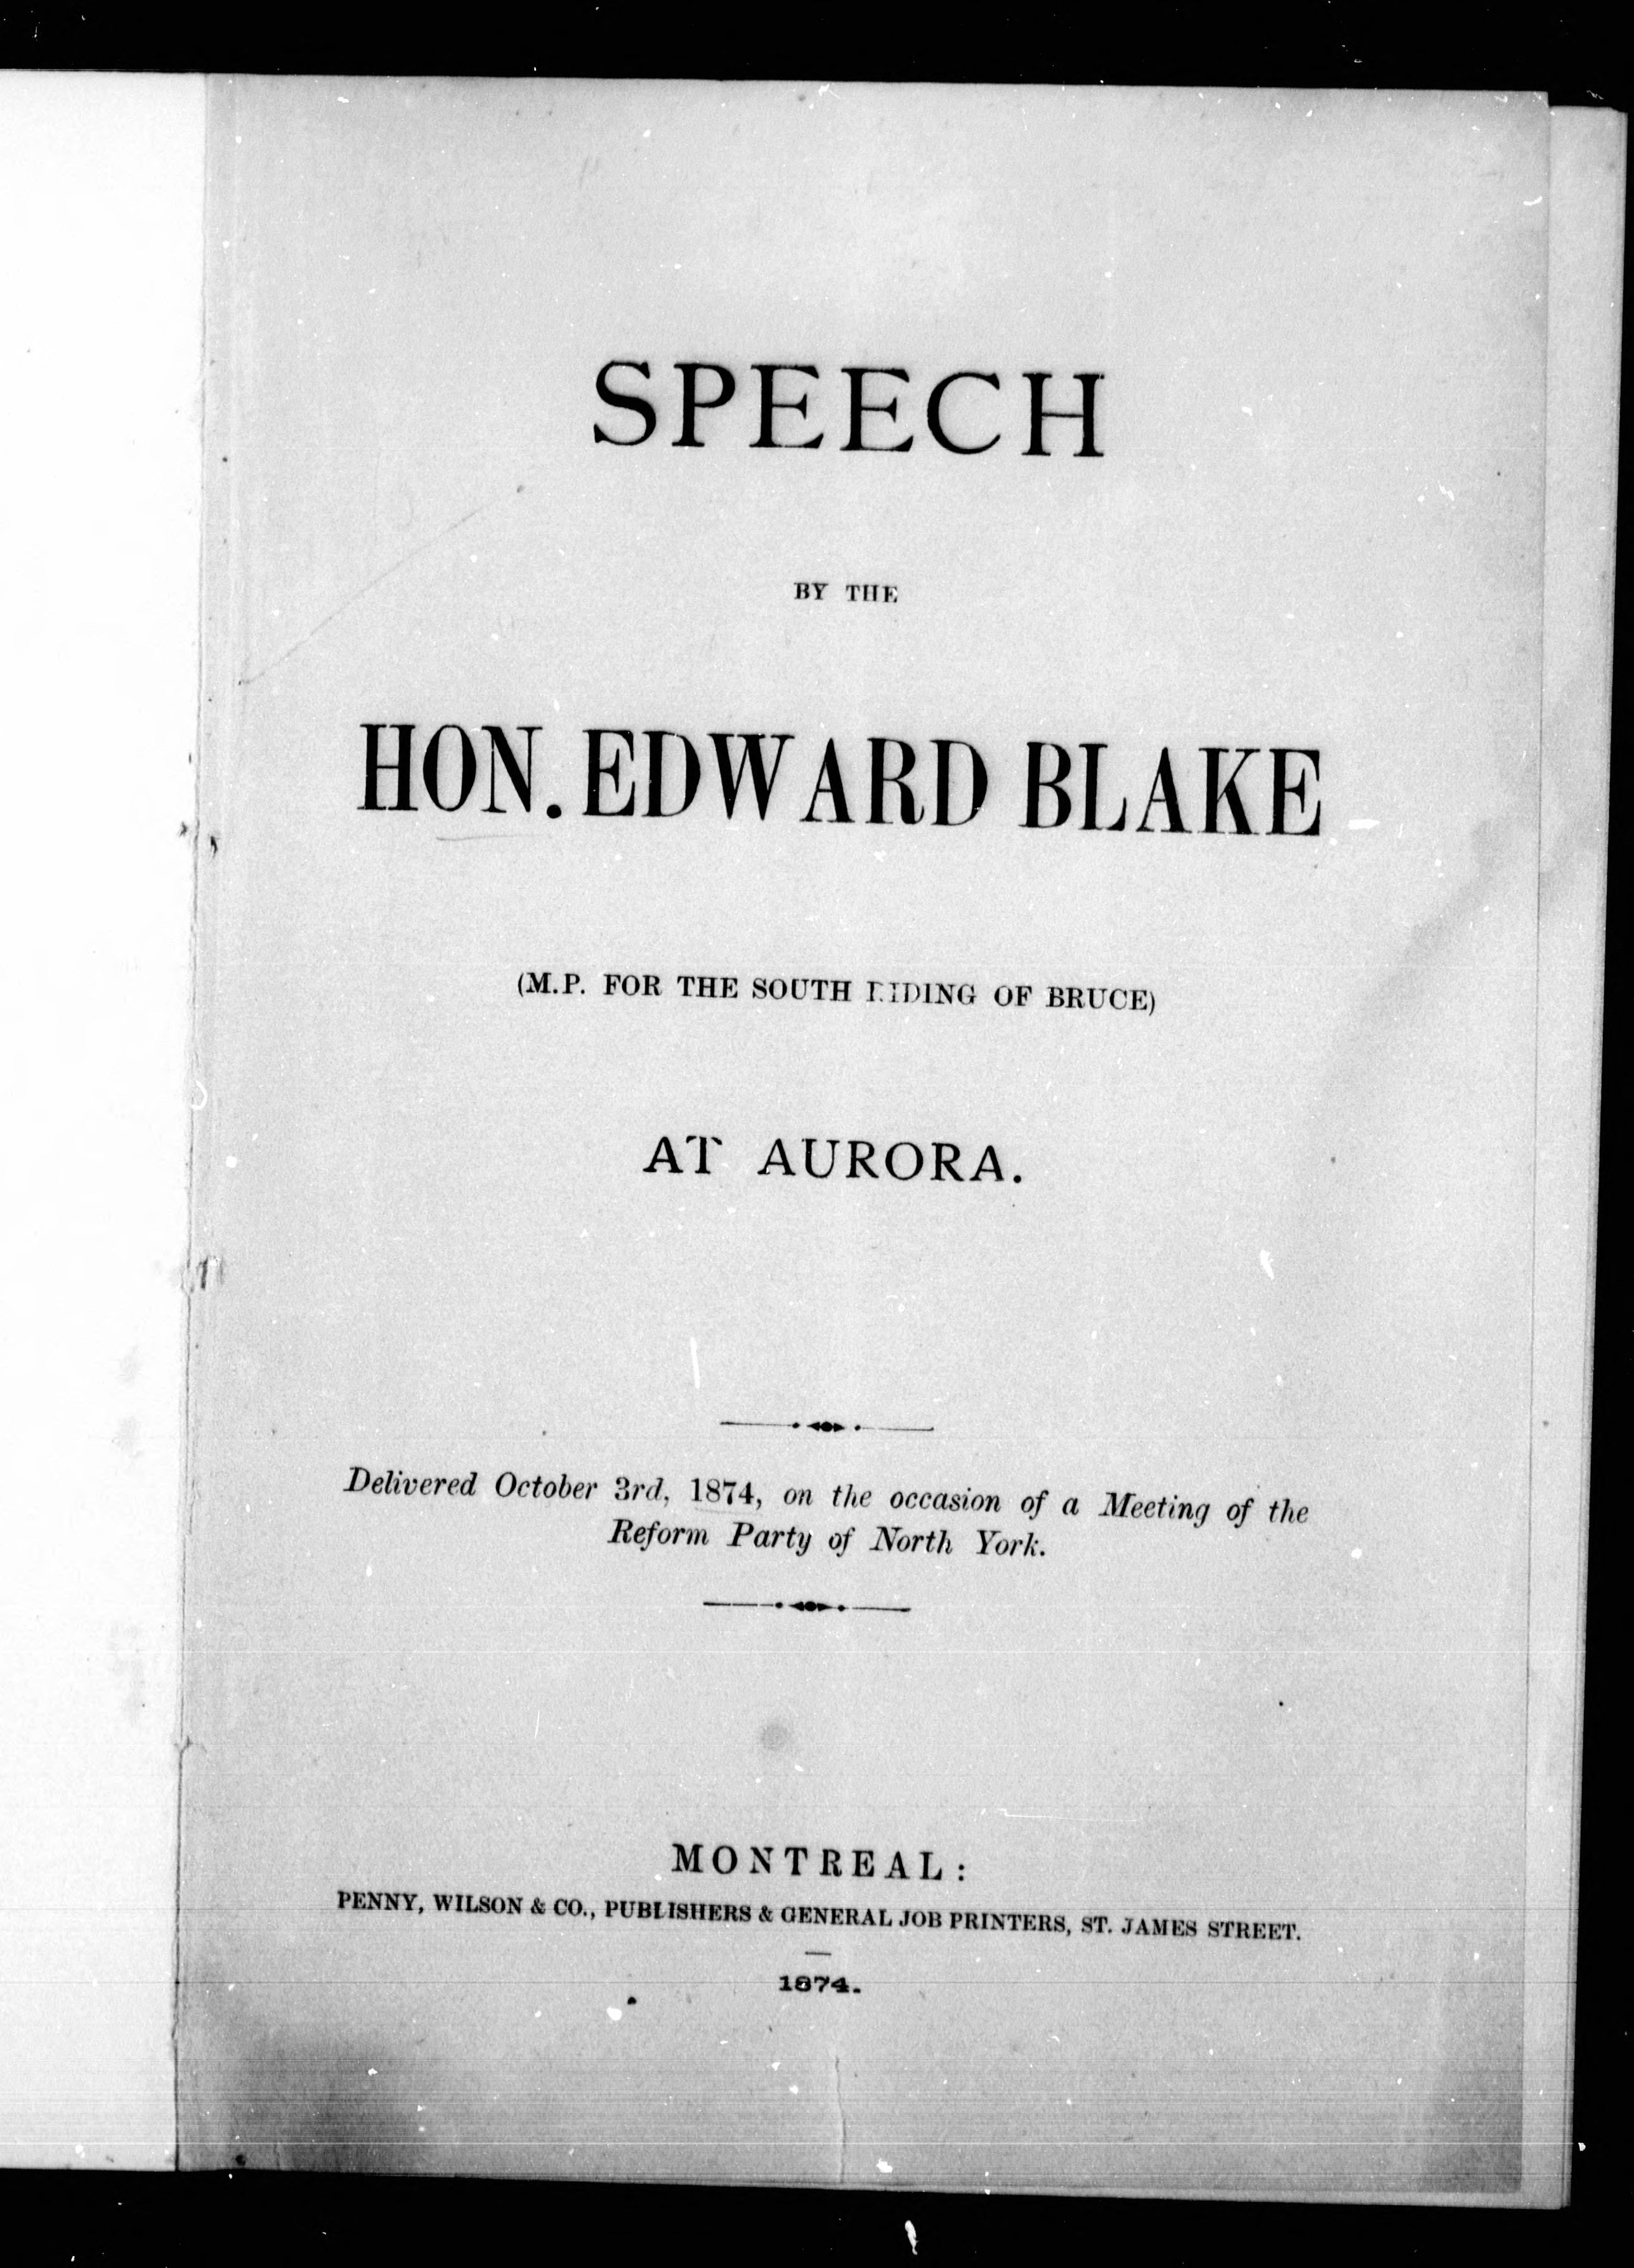 SPEECH
BY THE
HON. EDWARD BLAKE
(M.P. FOR THE SOUTH RIDING OF BRUCE)
AT AURORA.
Delivered October 3rd, 1874, on the occasion of a Meeting of the
Reform Party of North York.
MONTREAL:
PENNY, WILSON & CO., PUBLISHERS & GENERAL JOB PRINTERS, ST. JAMES STREET.
1874.